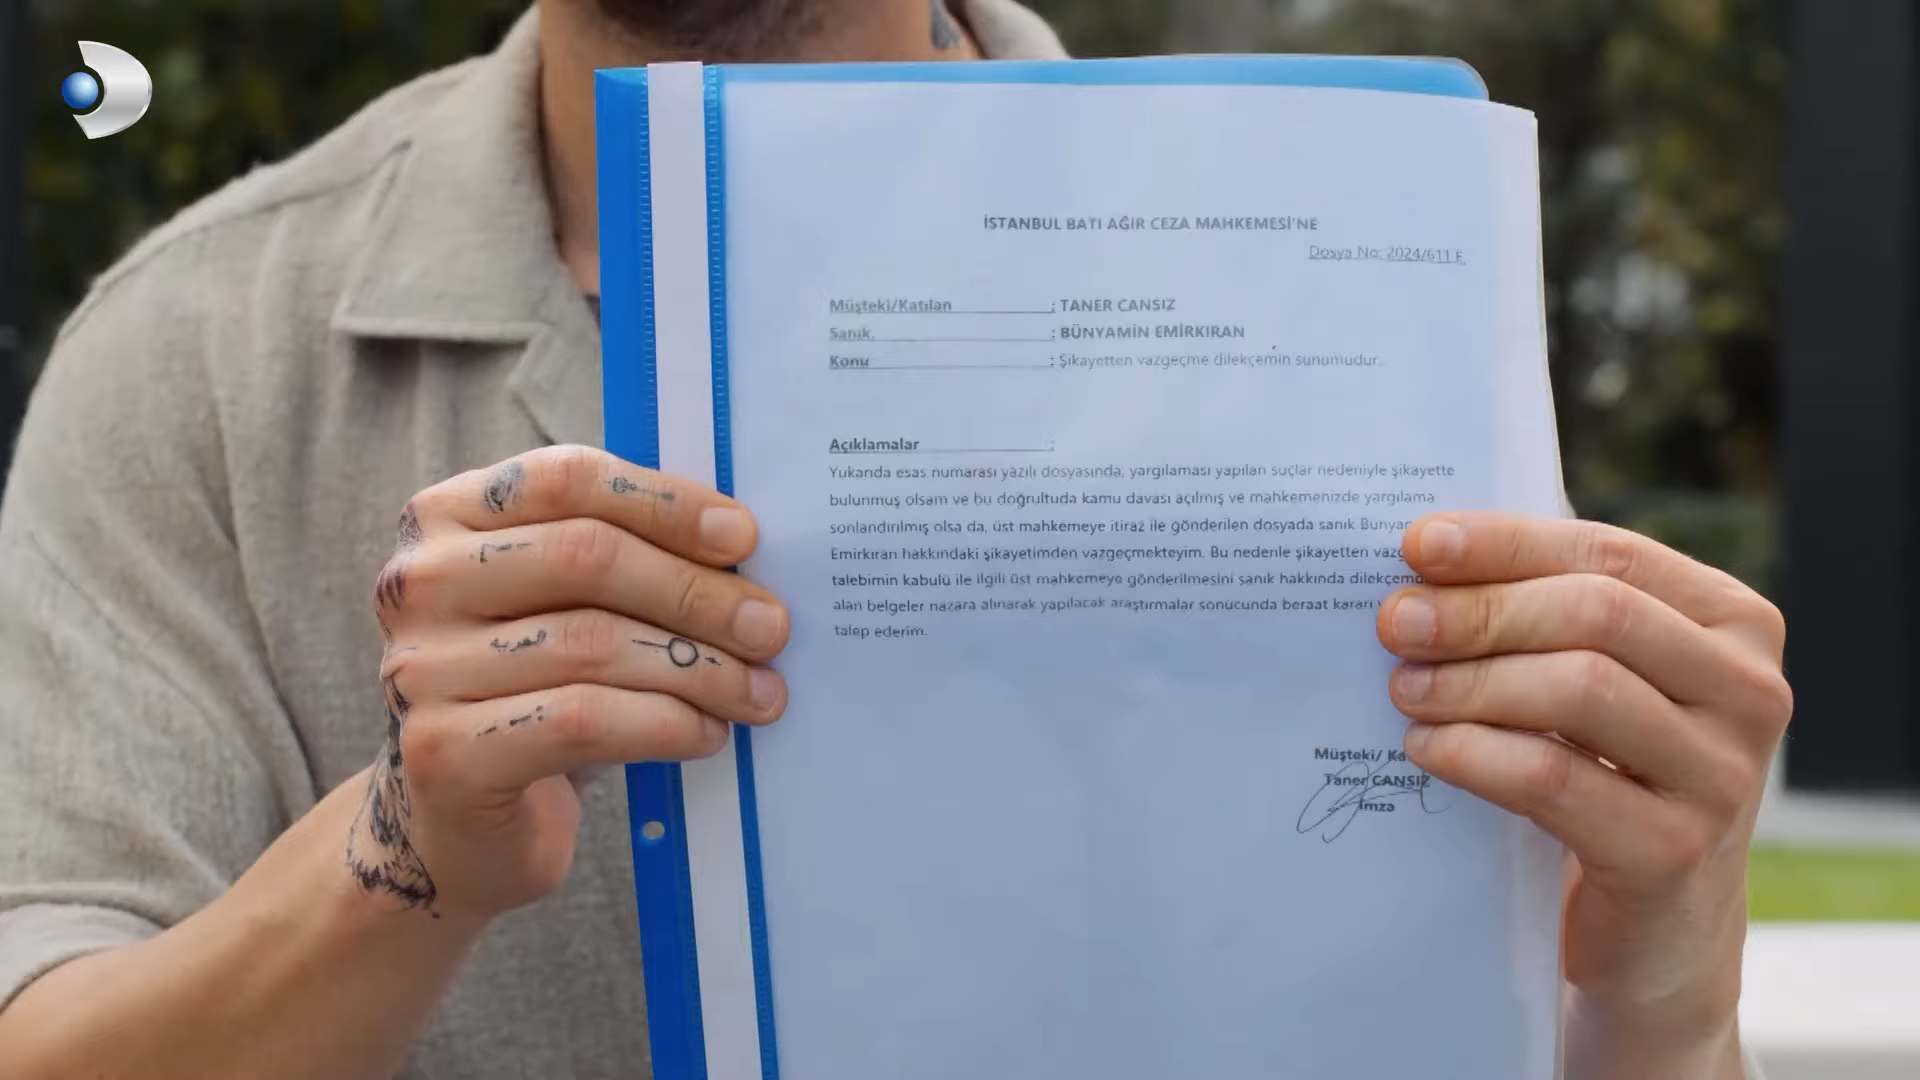 İSTANBUL BATI AĞIR CEZA MAHKEMESİ'NE
Dosya No: 2024/611 E.
Müşteki/Katılan : TANER CANSIZ
Sanık. : BÜNYAMİN EMİRKIRAN
Konu : Şikayetten vazgeçme dilekçemin sunumudur.
Açıklamalar :
Yukarıda esas numarası yazılı dosyasında, yargılaması yapılan suçlar nedeniyle şikayette
bulunmuş olsam ve bu doğrultuda kamu davası açılmış ve mahkemenizde yargılama
sonlandırılmış olsa da, üst mahkemeye itiraz ile gönderilen dosyada sanık Bünyam
Emirkıran hakkındaki şikayetimden vazgeçmekteyim. Bu nedenle şikayetten vazg
talebimin kabulü ile ilgili üst mahkemeye gönderilmesini sanık hakkında dilekçemd
alan belgeler nazara alınarak yapılacak araştırmalar sonucunda beraat kararı
talep ederim.
Müşteki/ Ka
Taner CANSIZ
İmza